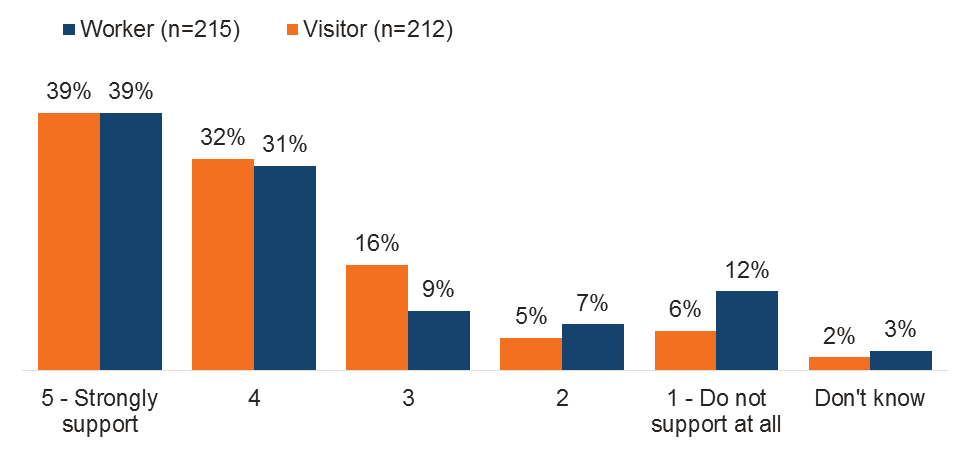 Worker (n=215) Visitor (n=212)
39% 39%
32% 31%
16%
9%
5% 7%
6% 12%
2% 3%
5 - Strongly
support
4
3
2
1 - Do not
support at all
Don't know